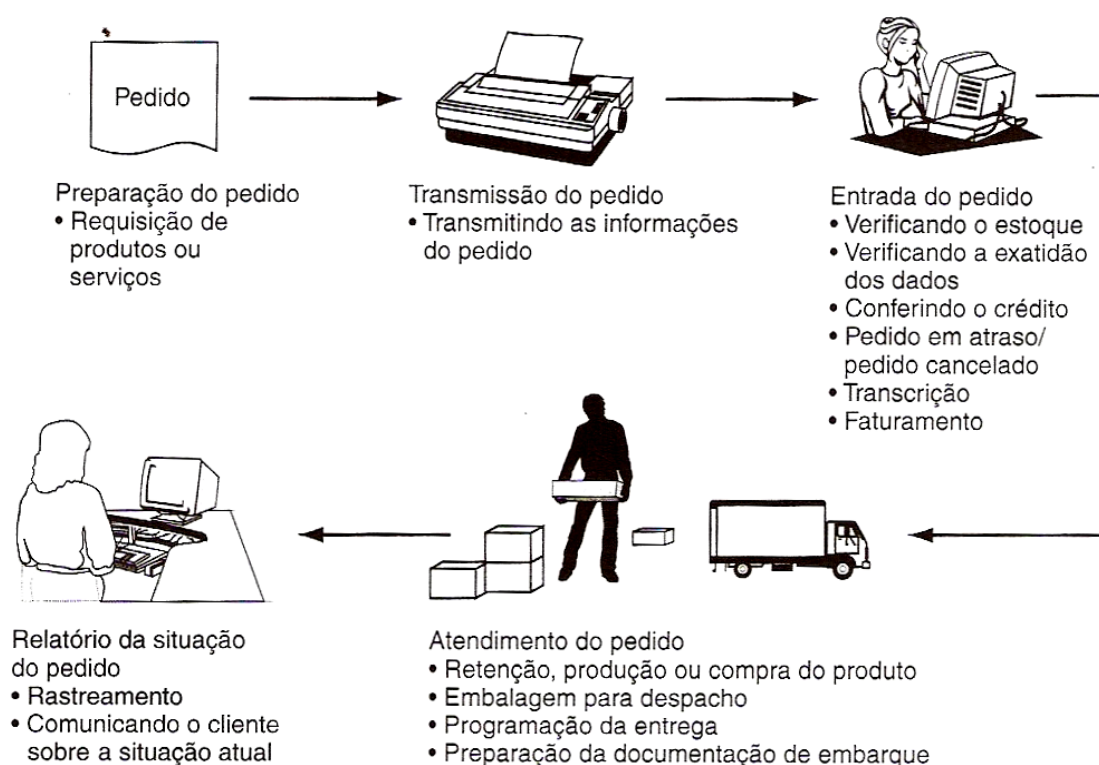 Pedido
Preparação do pedido
• Requisição de
produtos ou
serviços
Transmissão do pedido
• Transmitindo as informações
do pedido
Entrada do pedido
• Verificando o estoque
• Verificando a exatidão
dos dados
• Conferindo o crédito
• Pedido em atraso/
pedido cancelado
• Transcrição
• Faturamento
Relatório da situação
do pedido
• Rastreamento
• Comunicando o cliente
sobre a situação atual
Atendimento do pedido
• Retenção, produção ou compra do produto
• Embalagem para despacho
• Programação da entrega
• Preparação da documentação de embarque